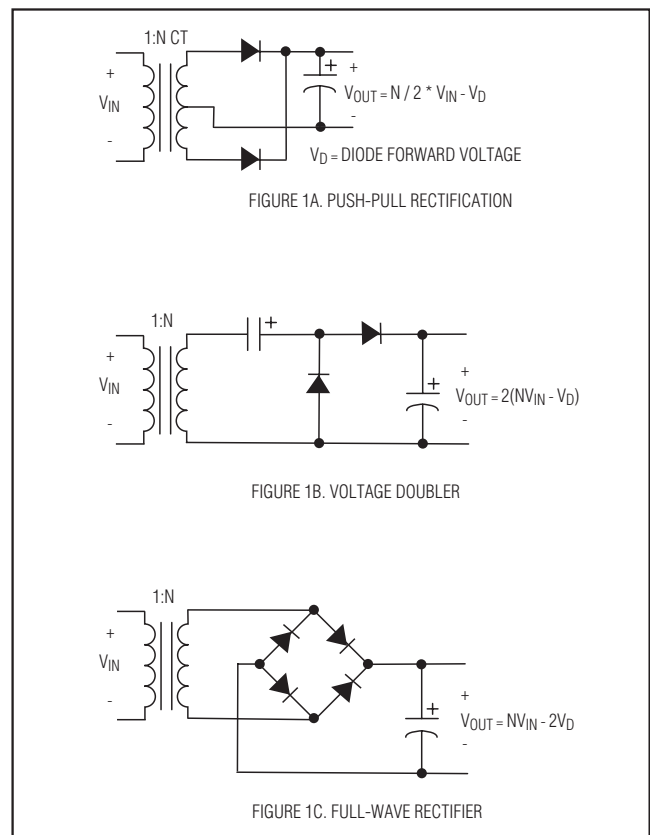 1:N CT
+
VIN
-
+
+
VOUT = N / 2 * VIN - VD
-
VD = DIODE FORWARD VOLTAGE
FIGURE 1A. PUSH-PULL RECTIFICATION
1:N
+
+
VIN
-
+
+
VOUT = 2(NVIN - VD)
-
FIGURE 1B. VOLTAGE DOUBLER
1:N
+
VIN
-
+
+
VOUT = NVIN - 2VD
-
FIGURE 1C. FULL-WAVE RECTIFIER